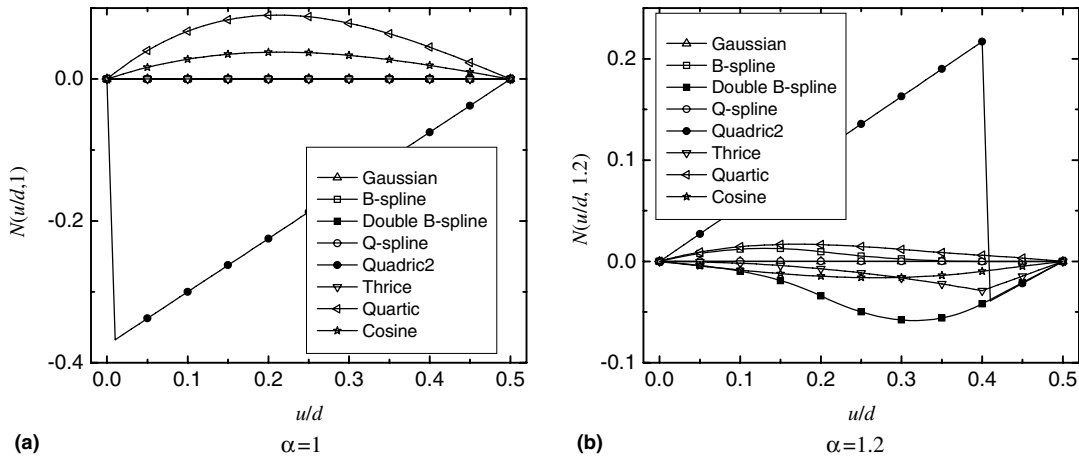 0.0
-0.2
-0.4
N(u/d,1)
Gaussian
B-spline
Double B-spline
Q-spline
Quadric2
Thrice
Quartic
Cosine
0.0 0.1 0.2 0.3 0.4 0.5
u/d
(a) α=1
0.2
0.1
0.0
-0.1
N(u/d, 1.2)
Gaussian
B-spline
Double B-spline
Q-spline
Quadric2
Thrice
Quartic
Cosine
0.0 0.1 0.2 0.3 0.4 0.5
u/d
(b) α=1.2